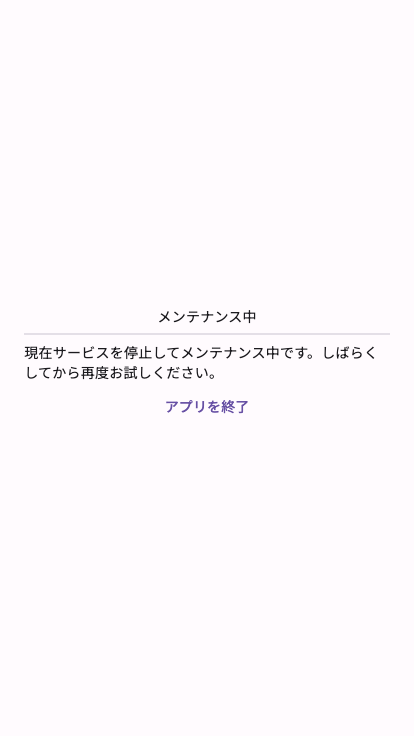 メンテナンス中
現在サービスを停止してメンテナンス中です。しばらく
してから再度お試しください。
アプリを終了